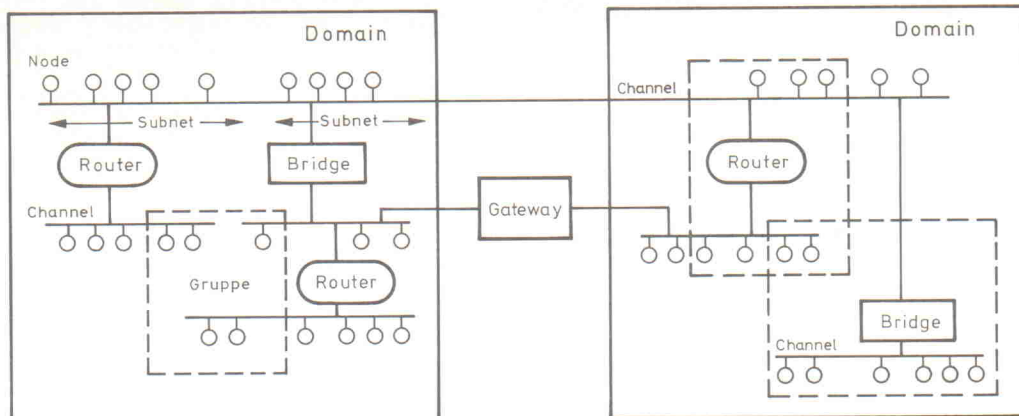 Domain
Domain
Node
Channel
Subnet
Subnet
Router
Bridge
Router
Channel
Gateway
Gruppe
Router
Bridge
Channel